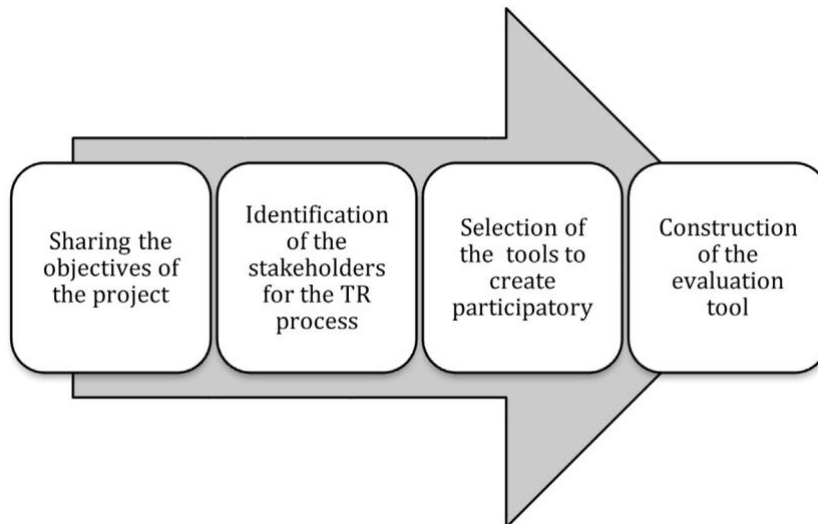 Sharing the
objectives of
the project
Identification
of the
stakeholders
for the TR
process
Selection of
the tools to
create
participatory
Construction
of the
evaluation
tool